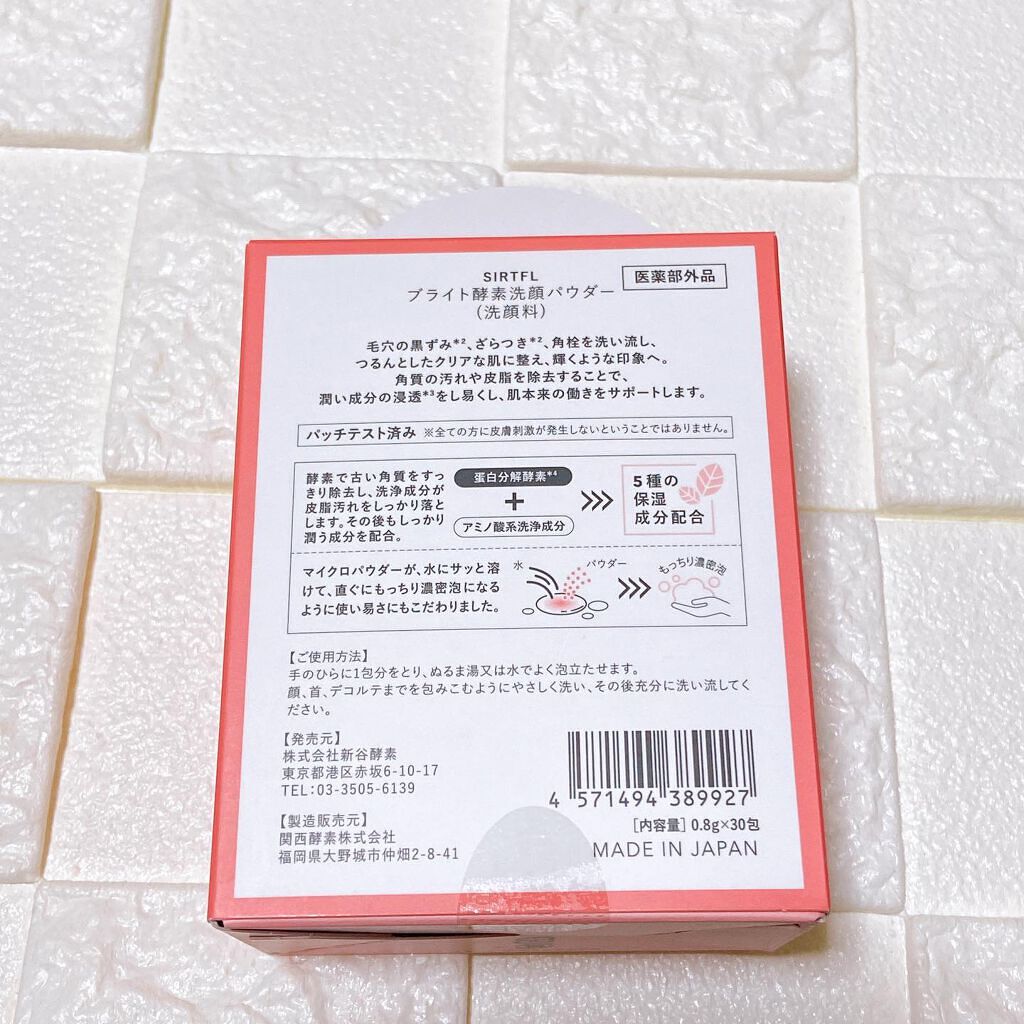 SIRTFL
医薬部外品
ブライト酵素洗顔パウダー
(洗顔料)
毛穴の黒ずみ*2、ざらつき*2、角栓を洗い流し、
つるんとしたクリアな肌に整え、輝くような印象へ。
角質の汚れや皮脂を除去することで、
潤い成分の浸透*3をし易くし、肌本来の働きをサポートします。
パッチテスト済み ※全ての方に皮膚刺激が発生しないということではありません。
酵素で古い角質をすっ
きり除去し、洗浄成分が
皮脂汚れをしっかり落と
します。その後もしっかり
潤う成分を配合。
蛋白分解酵素*4
+
アミノ酸系洗浄成分
5種の
保湿
成分配合
マイクロパウダーが、水にサッと溶
けて、直ぐにもっちり濃密泡になる
ように使い易さにもこだわりました。
水
パウダー
もっちり濃密泡
【ご使用方法】
手のひらに1包分をとり、ぬるま湯又は水でよく泡立たせます。
顔、首、デコルテまでを包みこむようにやさしく洗い、その後充分に洗い流してく
ださい。
【発売元】
株式会社新谷酵素
東京都港区赤坂6-10-17
TEL:03-3505-6139
【製造販売元】
関西酵素株式会社
福岡県大野城市仲畑2-8-41
4 571494 389927
[内容量] 0.8g×30包
MADE IN JAPAN